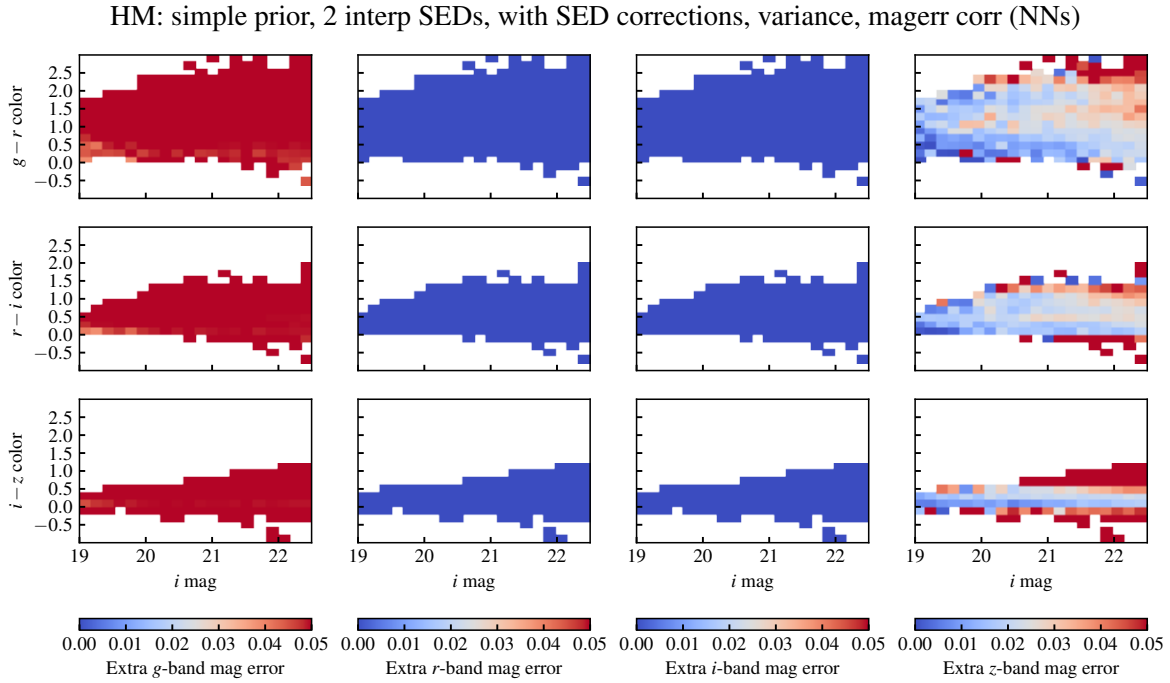 HM: simple prior, 2 interp SEDs, with SED corrections, variance, magerr corr (NNs)
g − r color
2.5
2.0
1.5
1.0
0.5
0.0
−0.5
r − i color
2.5
2.0
1.5
1.0
0.5
0.0
−0.5
i − z color
2.5
2.0
1.5
1.0
0.5
0.0
−0.5
19 20 21 22 19 20 21 22 19 20 21 22 19 20 21 22
i mag i mag i mag i mag
0.00 0.01 0.02 0.03 0.04 0.05 0.00 0.01 0.02 0.03 0.04 0.05 0.00 0.01 0.02 0.03 0.04 0.05 0.00 0.01 0.02 0.03 0.04 0.05
Extra g-band mag error Extra r-band mag error Extra i-band mag error Extra z-band mag error